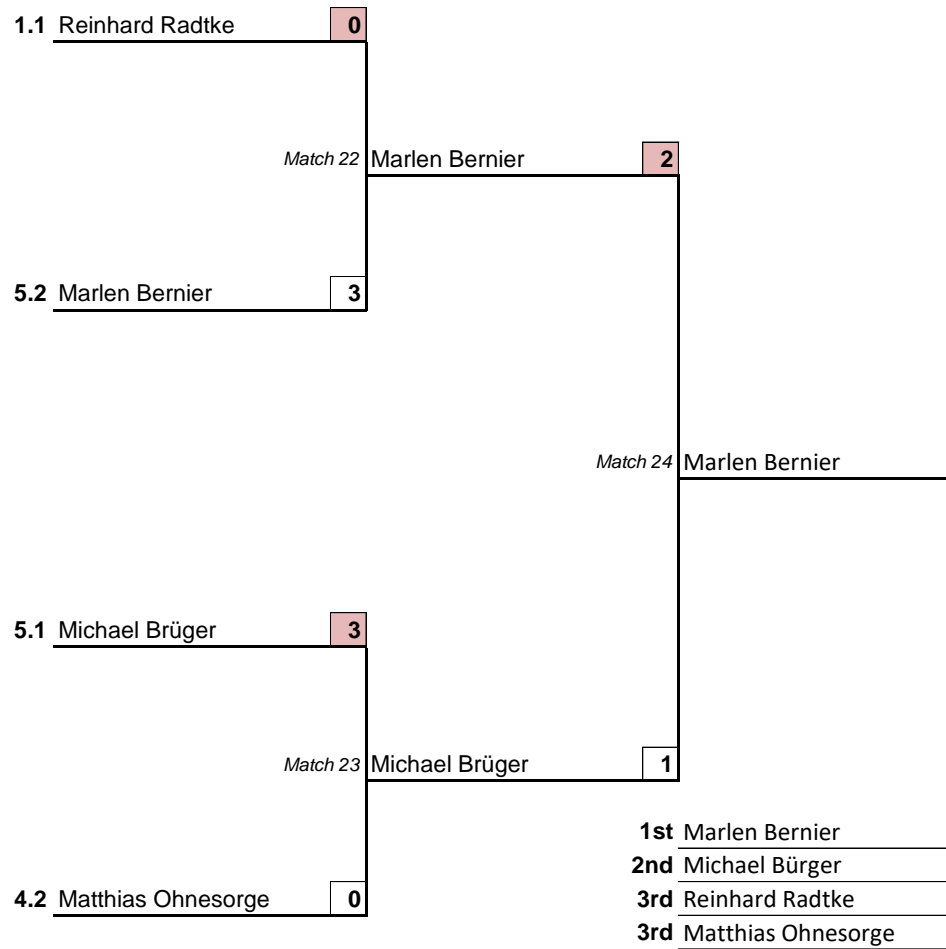 1.1 Reinhard Radtke 0
Match 22 Marlen Bernier 2
5.2 Marlen Bernier 3
Match 24 Marlen Bernier
5.1 Michael Brüger 3
Match 23 Michael Brüger 1
1st Marlen Bernier
2nd Michael Bürger
4.2 Matthias Ohnesorge 0
3rd Reinhard Radtke
3rd Matthias Ohnesorge